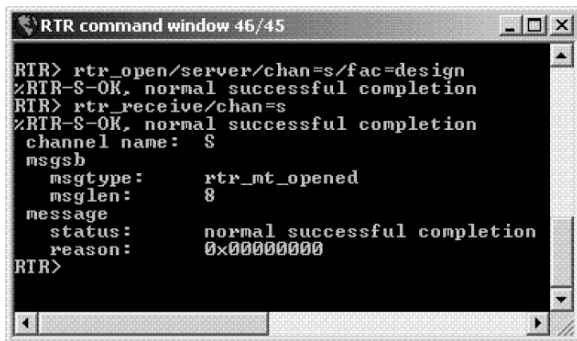 RTR command window 46/45
RTR> rtr_open/server/chan=s/fac=design
%RTR-S-OK, normal successful completion
RTR> rtr_receive/chan=s
%RTR-S-OK, normal successful completion
channel name: S
msgsb
msgtype: rtr_mt_opened
msglen: 8
message
status: normal successful completion
reason: 0x00000000
RTR>